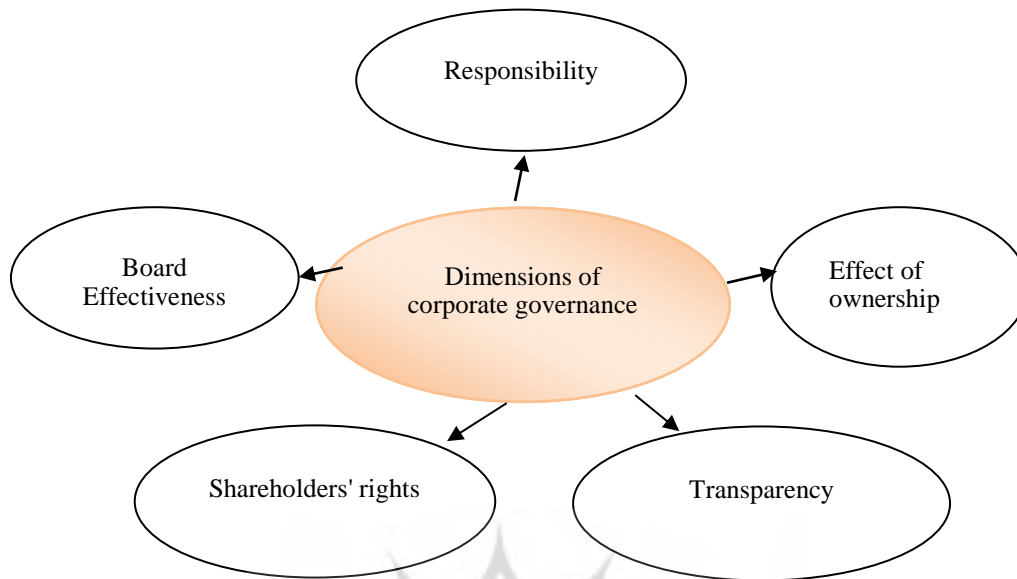 Responsibility
Board
Effectiveness
Dimensions of
corporate governance
Effect of
ownership
Shareholders' rights
Transparency